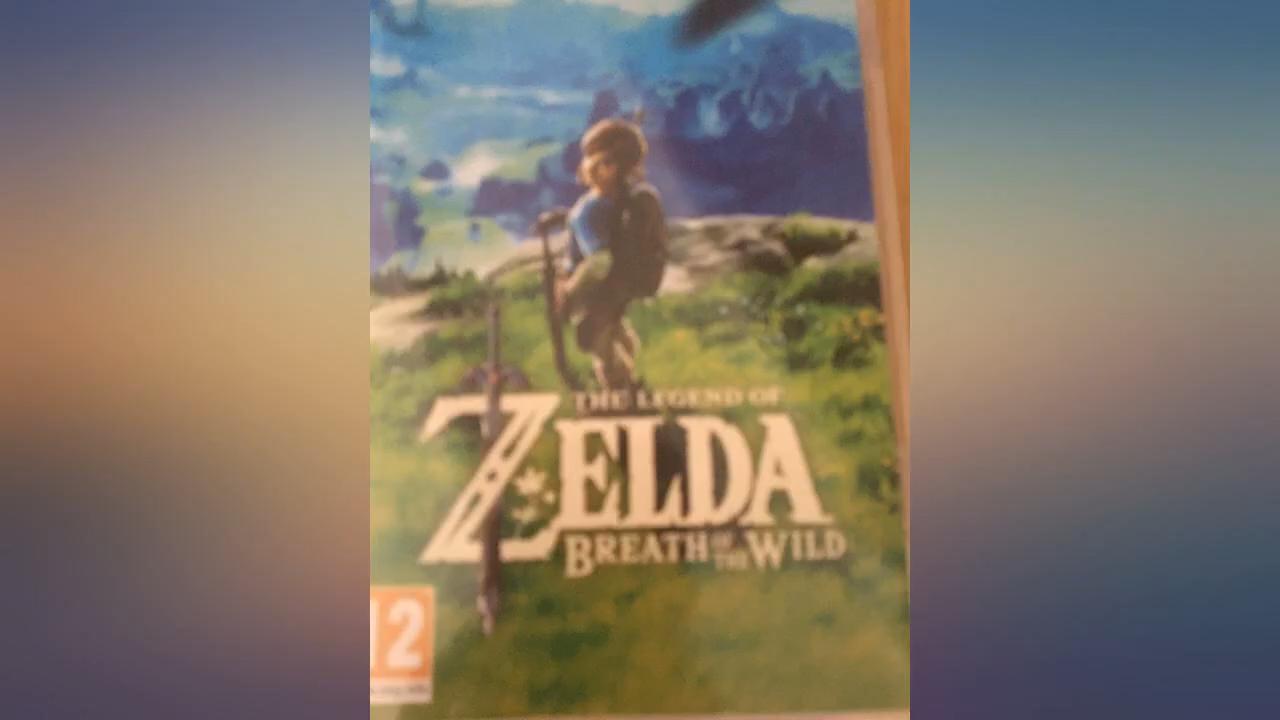 THE LEGEND OF
ZELDA
BREATH OF THE WILD
12